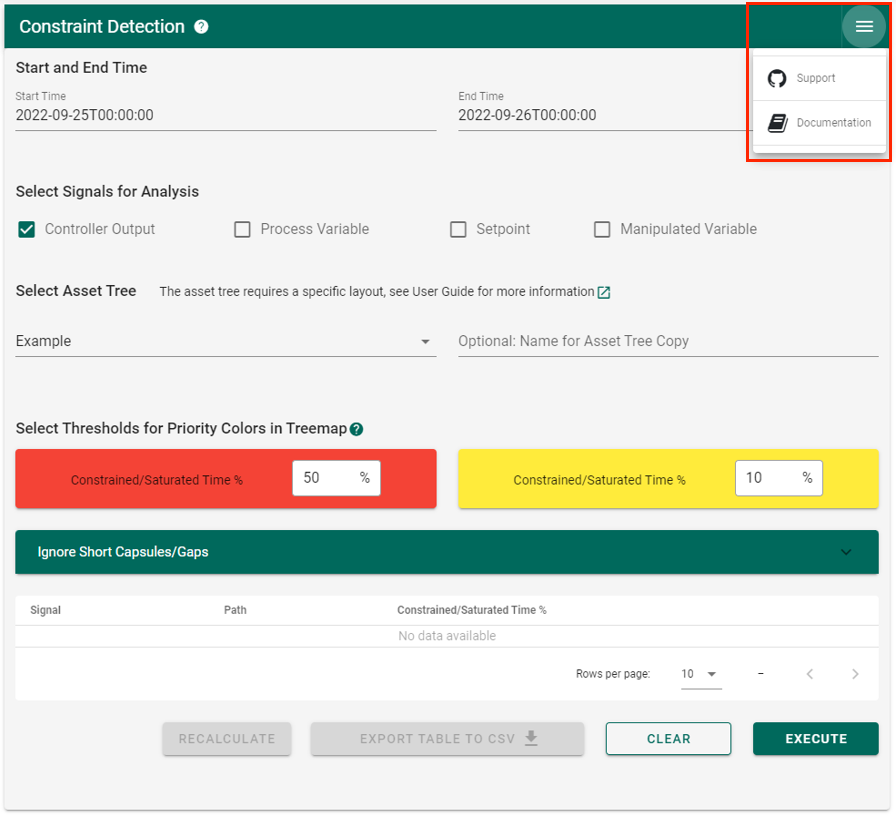 Constraint Detection ?
Support
Documentation
Start and End Time
Start Time
2022-09-25T00:00:00
End Time
2022-09-26T00:00:00
Select Signals for Analysis
Controller Output
Process Variable
Setpoint
Manipulated Variable
Select Asset Tree
The asset tree requires a specific layout, see User Guide for more information
Example
Optional: Name for Asset Tree Copy
Select Thresholds for Priority Colors in Treemap ?
Constrained/Saturated Time %
50 %
Constrained/Saturated Time %
10 %
Ignore Short Capsules/Gaps
Signal
Path
Constrained/Saturated Time %
No data available
Rows per page:
10
–
RECALCULATE
EXPORT TABLE TO CSV
CLEAR
EXECUTE